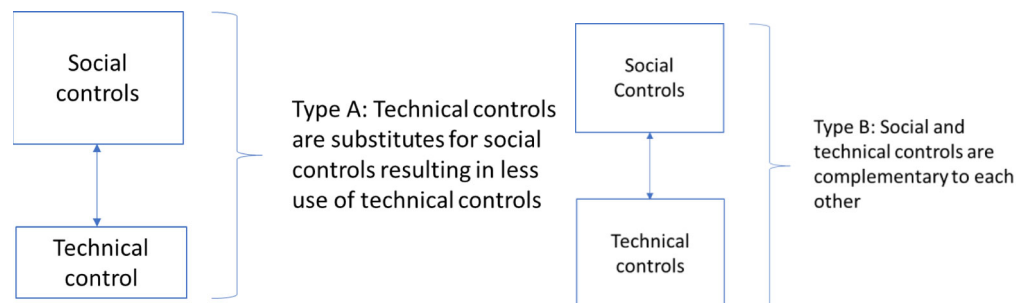 Social
controls
Technical
control
Type A: Technical controls
are substitutes for social
controls resulting in less
use of technical controls
Social
Controls
Technical
controls
Type B: Social and
technical controls are
complementary to each
other